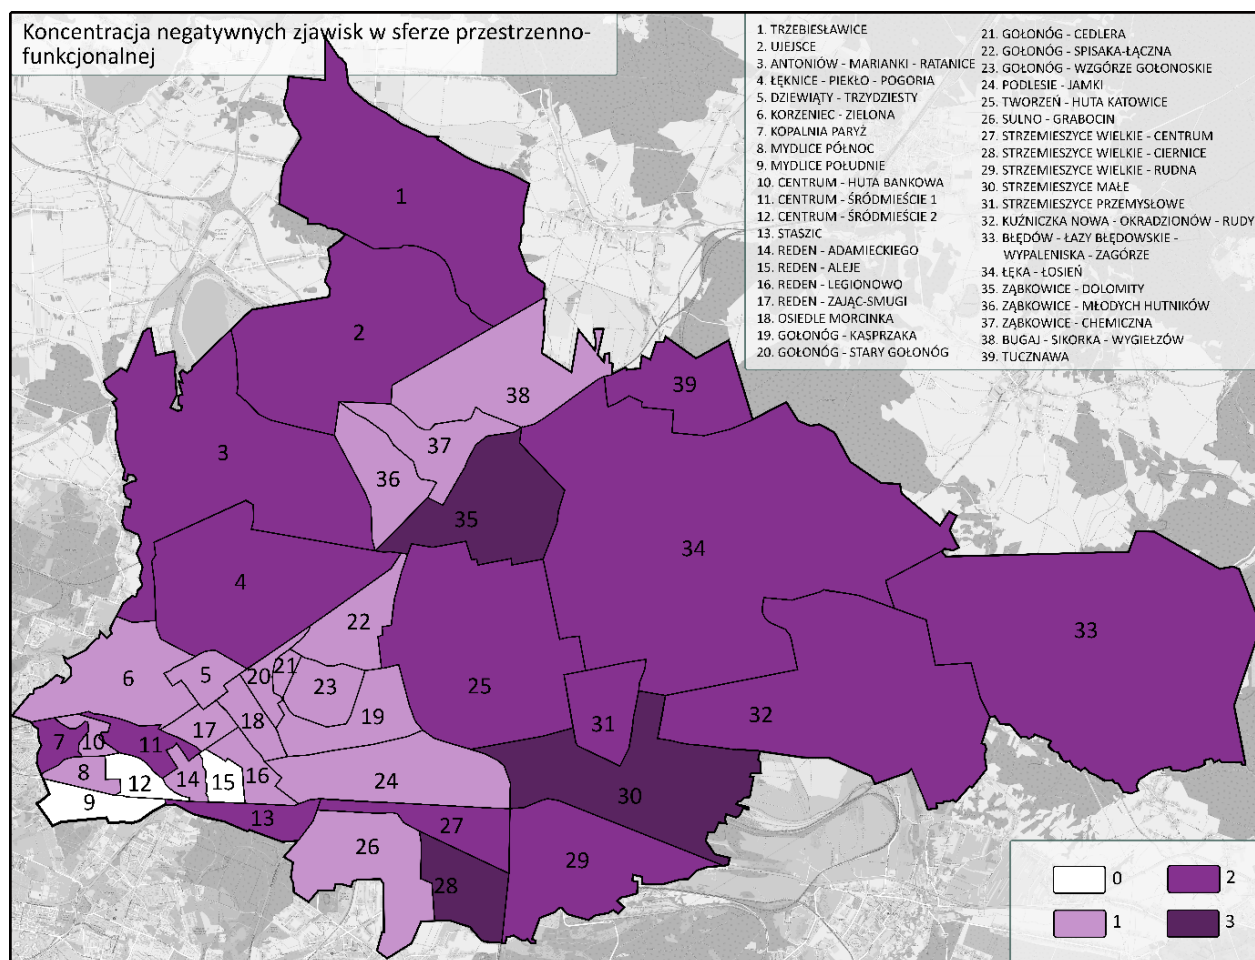 Koncentracja negatywnych zjawisk w sferze przestrzenno-
funkcjonalnej
1. TRZEBIESŁAWICE
2. UJEJSCE
3. ANTONIÓW - MARIANKI - RATANICE
4. ŁĘKNICE - PIEKŁO - POGORIA
5. DZIEWIĄTY - TRZYDZIESTY
6. KORZENIEC - ZIELONA
7. KOPALNIA PARYŻ
8. MYDLICE PÓŁNOC
9. MYDLICE POŁUDNIE
10. CENTRUM - HUTA BANKOWA
11. CENTRUM - ŚRÓDMIEŚCIE 1
12. CENTRUM - ŚRÓDMIEŚCIE 2
13. STASZIC
14. REDEN - ADAMIECKIEGO
15. REDEN - ALEJE
16. REDEN - LEGIONOWO
17. REDEN - ZAJĄC-SMUGI
18. OSIEDLE MORCINKA
19. GOŁONÓG - KASPRZAKA
20. GOŁONÓG - STARY GOŁONÓG
21. GOŁONÓG - CEDLERA
22. GOŁONÓG - SPISAKA-ŁĄCZNA
23. GOŁONÓG - WZGÓRZE GOŁONOSKIE
24. PODLESIE - JAMKI
25. TWORZEŃ - HUTA KATOWICE
26. SULNO - GRABOCIN
27. STRZEMIESZYCE WIELKIE - CENTRUM
28. STRZEMIESZYCE WIELKIE - CIERNICE
29. STRZEMIESZYCE WIELKIE - RUDNA
30. STRZEMIESZYCE MAŁE
31. STRZEMIESZYCE PRZEMYSŁOWE
32. KUŹNICZKA NOWA - OKRADZIONÓW - RUDY
33. BŁĘDÓW - ŁAZY BŁĘDOWSKIE -
WYPALENISKA - ZAGÓRZE
34. ŁĘKA - ŁOSIEŃ
35. ZĄBKOWICE - DOLOMITY
36. ZĄBKOWICE - MŁODYCH HUTNIKÓW
37. ZĄBKOWICE - CHEMICZNA
38. BUGAJ - SIKORKA - WYGIEŁZÓW
39. TUCZNAWA
1
2
39
38
37
3
36
35
34
4
22
33
5
21
20
6
23
25
19
18
31
32
17
7
10
11
8
12
14
15
16
24
30
9
13
27
26
29
28
0
2
1
3